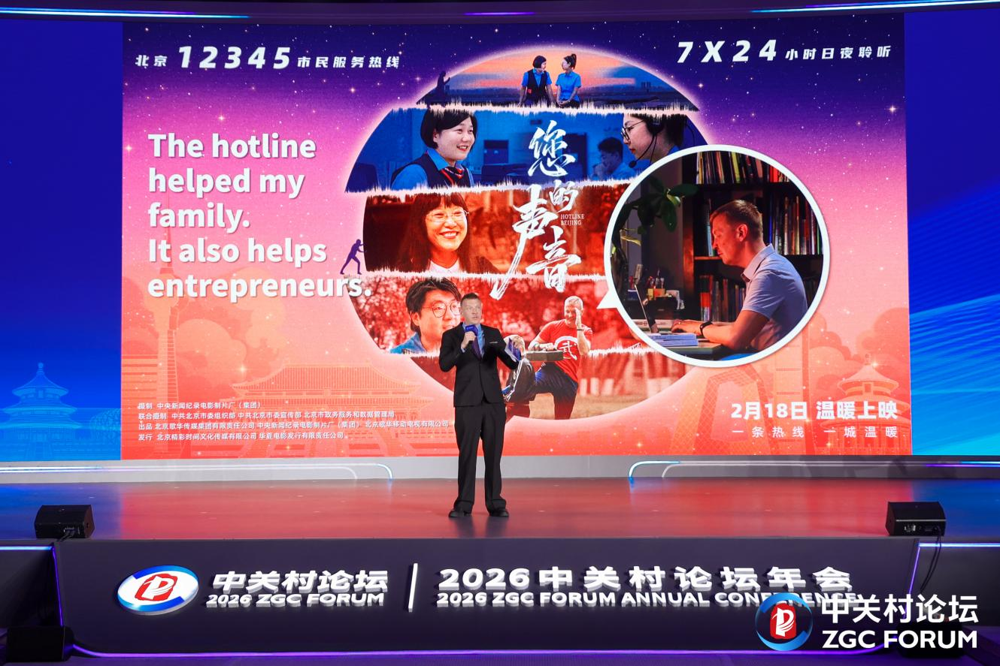 北京 12345 市民服务热线
7X24 小时日夜聆听
The hotline
helped my
family.
It also helps
entrepreneurs.
您的声音
HOTLINE
BEIJING
摄制 中央新闻纪录电影制片厂（集团）
联合摄制 中共北京市委组织部 中共北京市委宣传部 北京市政务服务和数据管理局
出品 北京歌华传媒集团有限责任公司 中央新闻纪录电影制片厂（集团） 北京歌华移动电视有限公司
发行 北京精彩时间文化传媒有限公司 华夏电影发行有限责任公司
2月18日 温暖上映
一条热线 一城温暖
中关村论坛
2026 ZGC FORUM
2026中关村论坛年会
2026 ZGC FORUM ANNUAL CONFERENCE
中关村论坛
ZGC FORUM